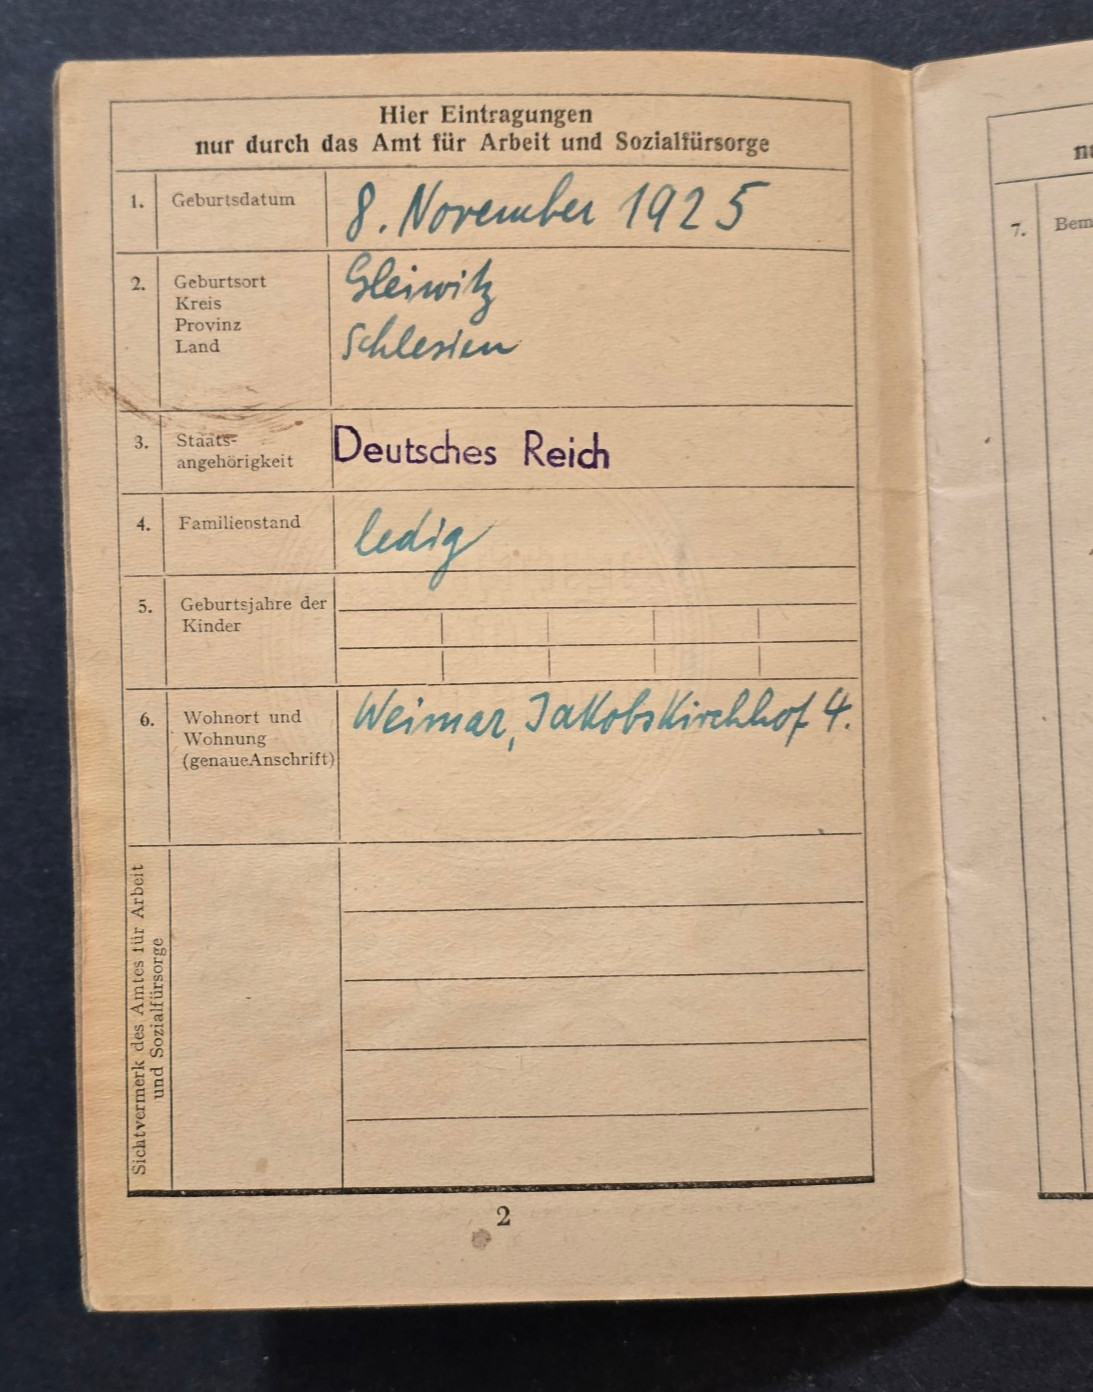 Hier Eintragungen
nur durch das Amt für Arbeit und Sozialfürsorge
1. Geburtsdatum 8. November 1925
2. Geburtsort Gleiwitz
Kreis
Provinz Schlesien
Land
3. Staats-
angehörigkeit Deutsches Reich
4. Familienstand ledig
5. Geburtsjahre der
Kinder
6. Wohnort und Weimar, Jakobskirchhof 4.
Wohnung
(genaue Anschrift)
Sichtvermerk des Amtes für Arbeit
und Sozialfürsorge
2
7.